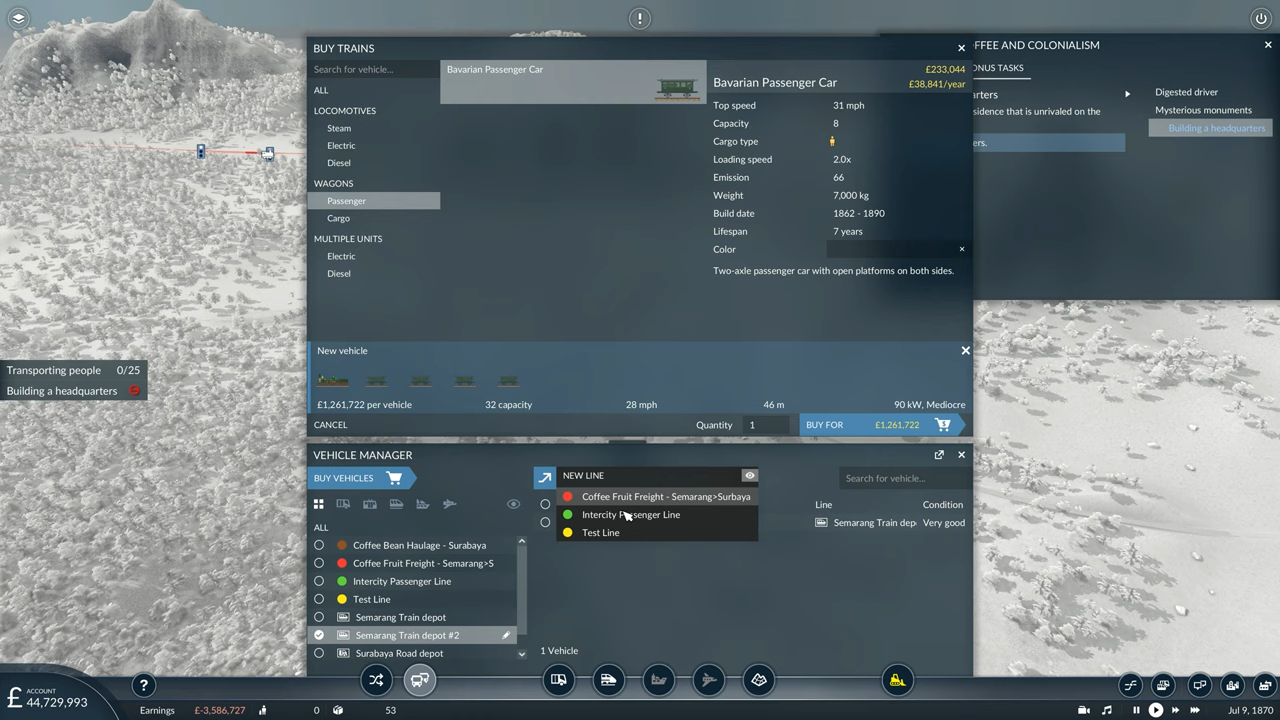 BUY TRAINS
Search for vehicle...
ALL
LOCOMOTIVES
Steam
Electric
Diesel
WAGONS
Passenger
Cargo
MULTIPLE UNITS
Electric
Diesel
Bavarian Passenger Car
Bavarian Passenger Car
£233,044
£38,841/year
Top speed 31 mph
Capacity 8
Cargo type
Loading speed 2.0x
Emission 66
Weight 7,000 kg
Build date 1862 - 1890
Lifespan 7 years
Color
Two-axle passenger car with open platforms on both sides.
New vehicle
£1,261,722 per vehicle 32 capacity 28 mph 46 m 90 kW, Mediocre
CANCEL Quantity 1 BUY FOR £1,261,722
FFEE AND COLONIALISM
ONUS TASKS
arters
sidence that is unrivaled on the
ers.
Digested driver
Mysterious monuments
Building a headquarters
Transporting people 0/25
Building a headquarters
VEHICLE MANAGER
BUY VEHICLES
ALL
Coffee Bean Haulage - Surabaya
Coffee Fruit Freight - Semarang>S
Intercity Passenger Line
Test Line
Semarang Train depot
Semarang Train depot #2
Surabaya Road depot
NEW LINE
Coffee Fruit Freight - Semarang>Surbaya
Intercity Passenger Line
Test Line
Search for vehicle...
Line Condition
Semarang Train dep Very good
1 Vehicle
£ ACCOUNT
44,729,993
?
Earnings £-3,586,727 0 53
Jul 9, 1870